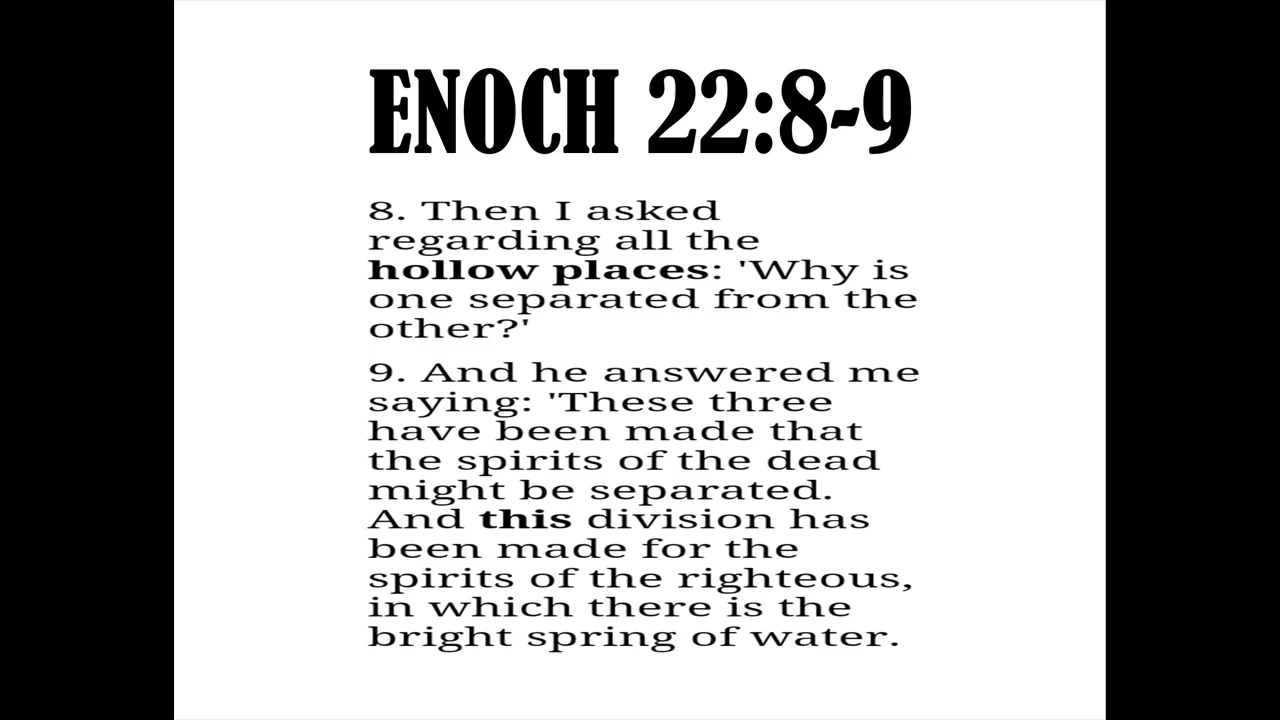 ENOCH 22:8-9
8. Then I asked
regarding all the
hollow places: 'Why is
one separated from the
other?'
9. And he answered me
saying: 'These three
have been made that
the spirits of the dead
might be separated.
And this division has
been made for the
spirits of the righteous,
in which there is the
bright spring of water.